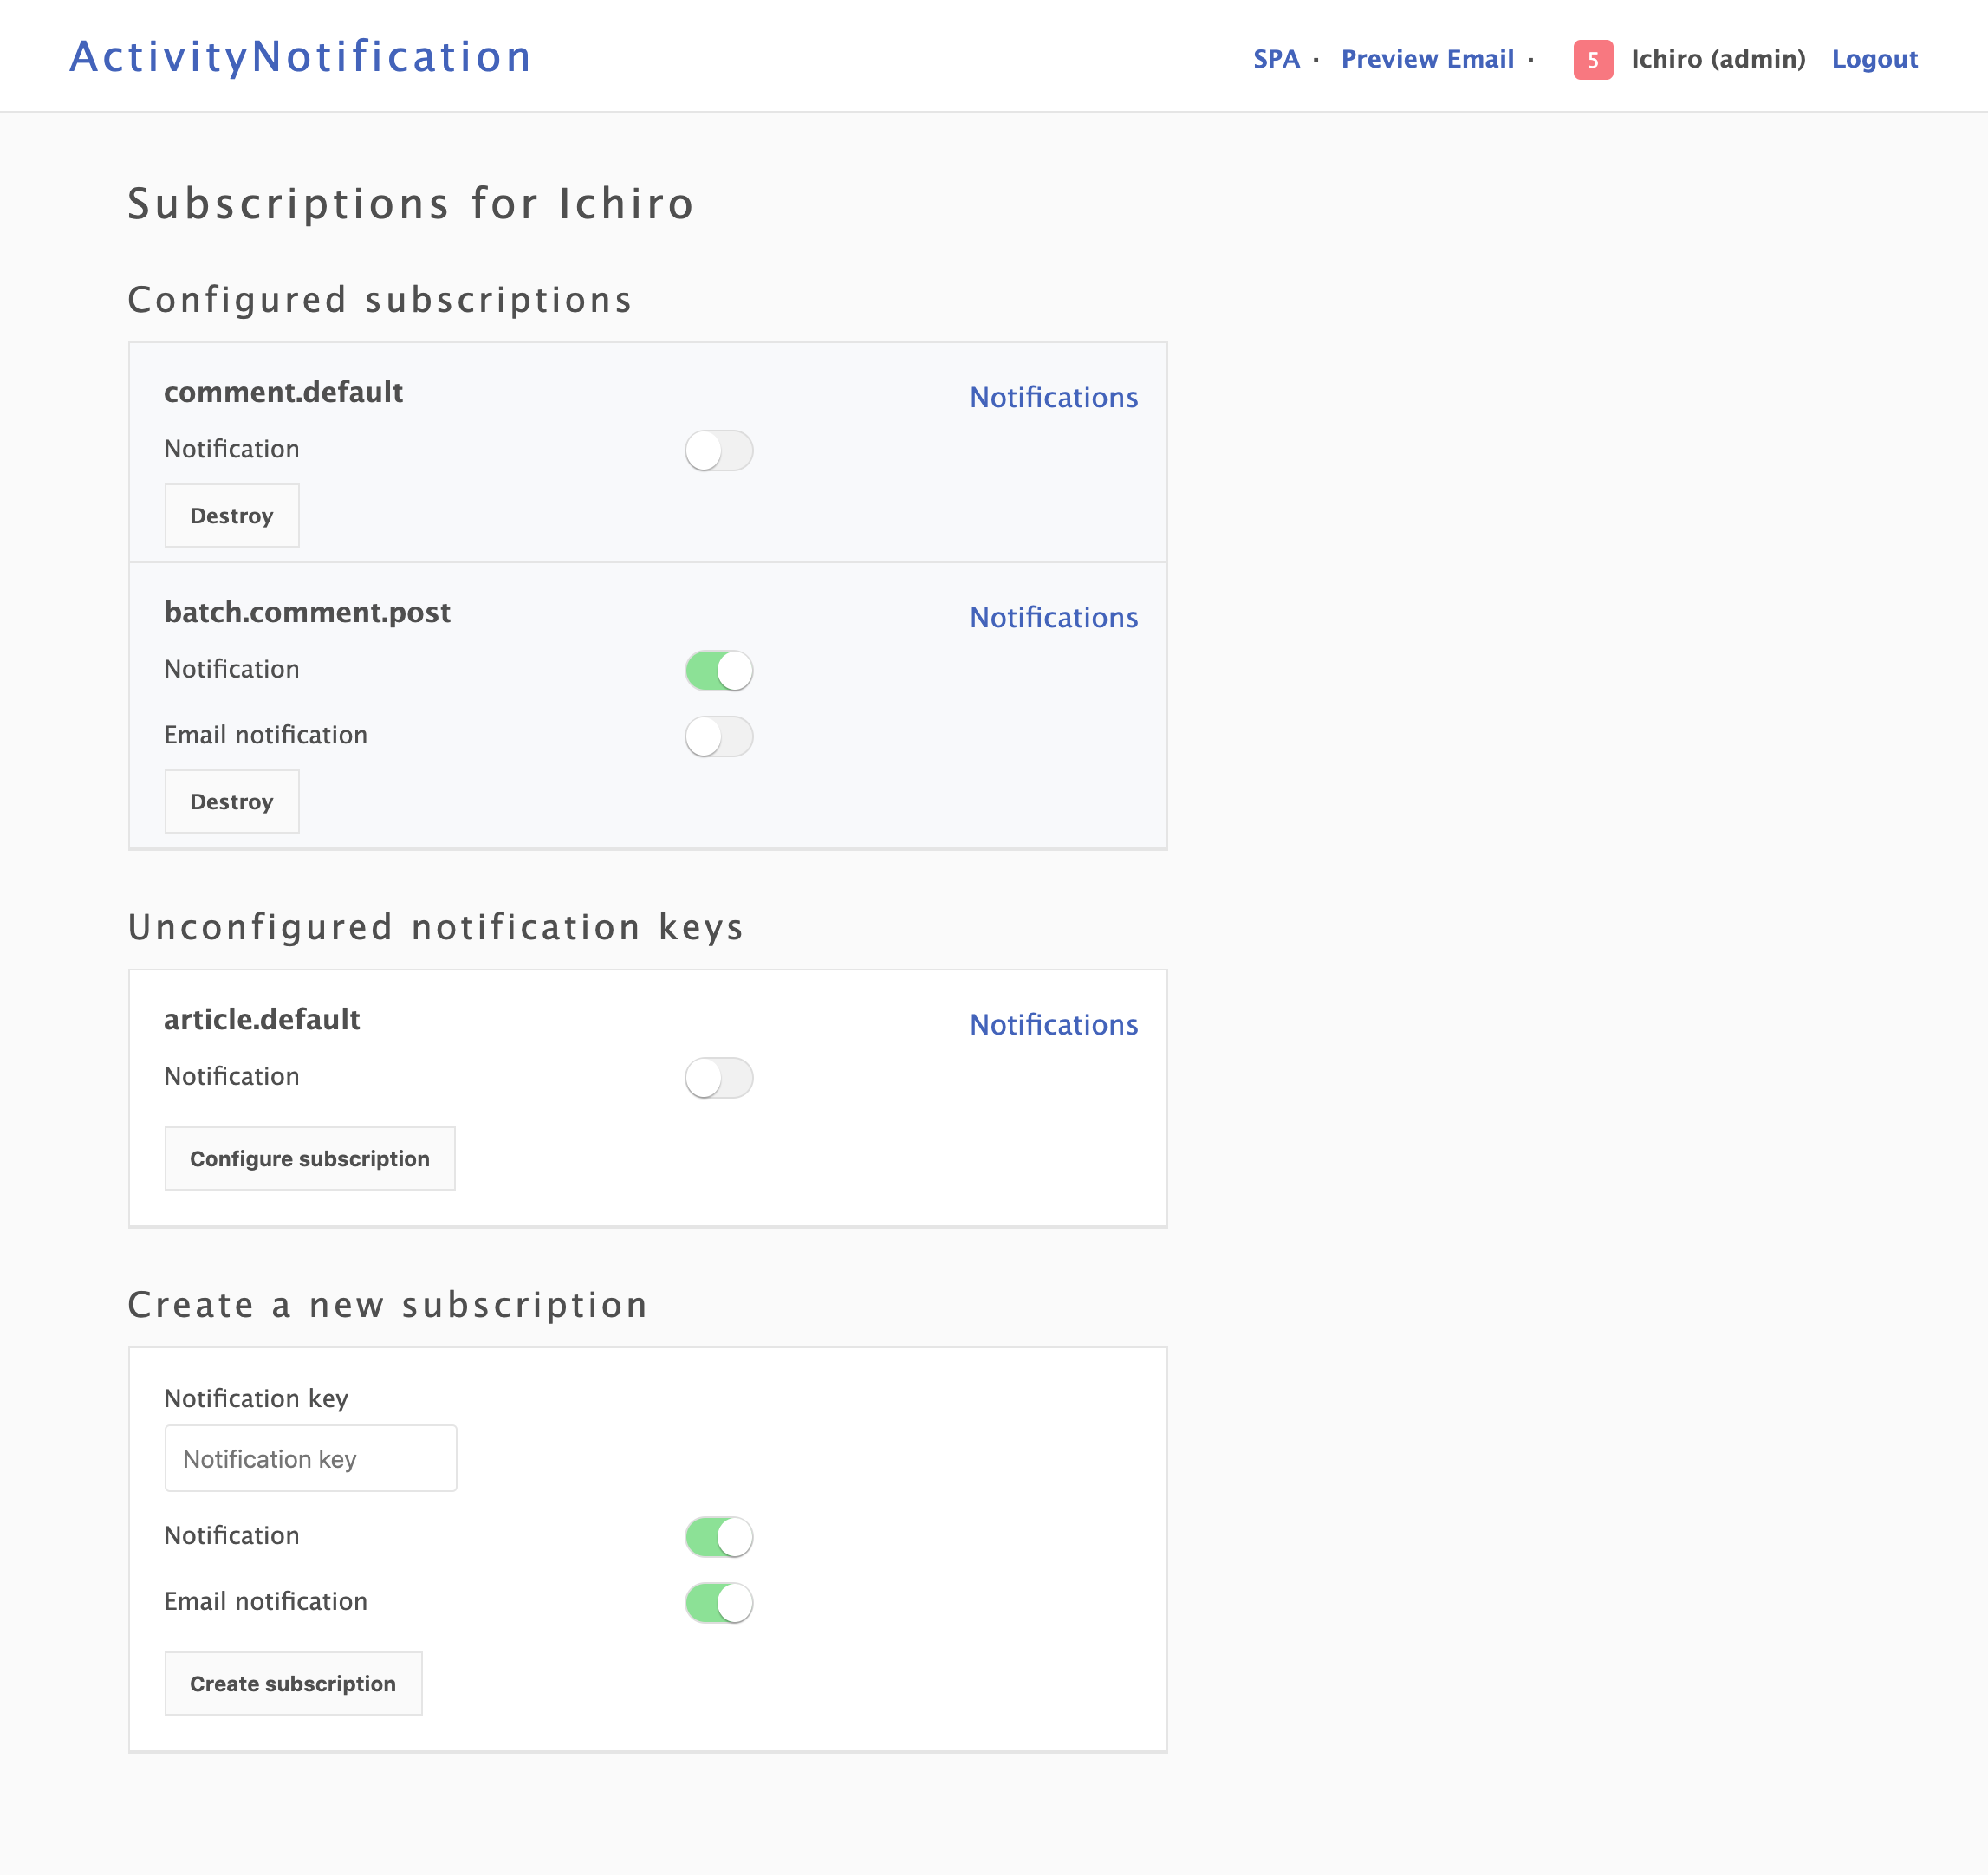 ActivityNotification
SPA · Preview Email · 5 Ichiro (admin) Logout
Subscriptions for Ichiro
Configured subscriptions
comment.default Notifications
Notification
Destroy
batch.comment.post Notifications
Notification
Email notification
Destroy
Unconfigured notification keys
article.default Notifications
Notification
Configure subscription
Create a new subscription
Notification key
Notification key
Notification
Email notification
Create subscription